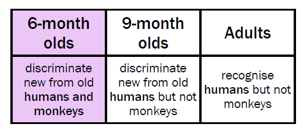 6-month
olds
9-month
olds
Adults
discriminate
new from old
humans and
monkeys
discriminate
new from old
humans but not
monkeys
recognise
humans but not
monkeys